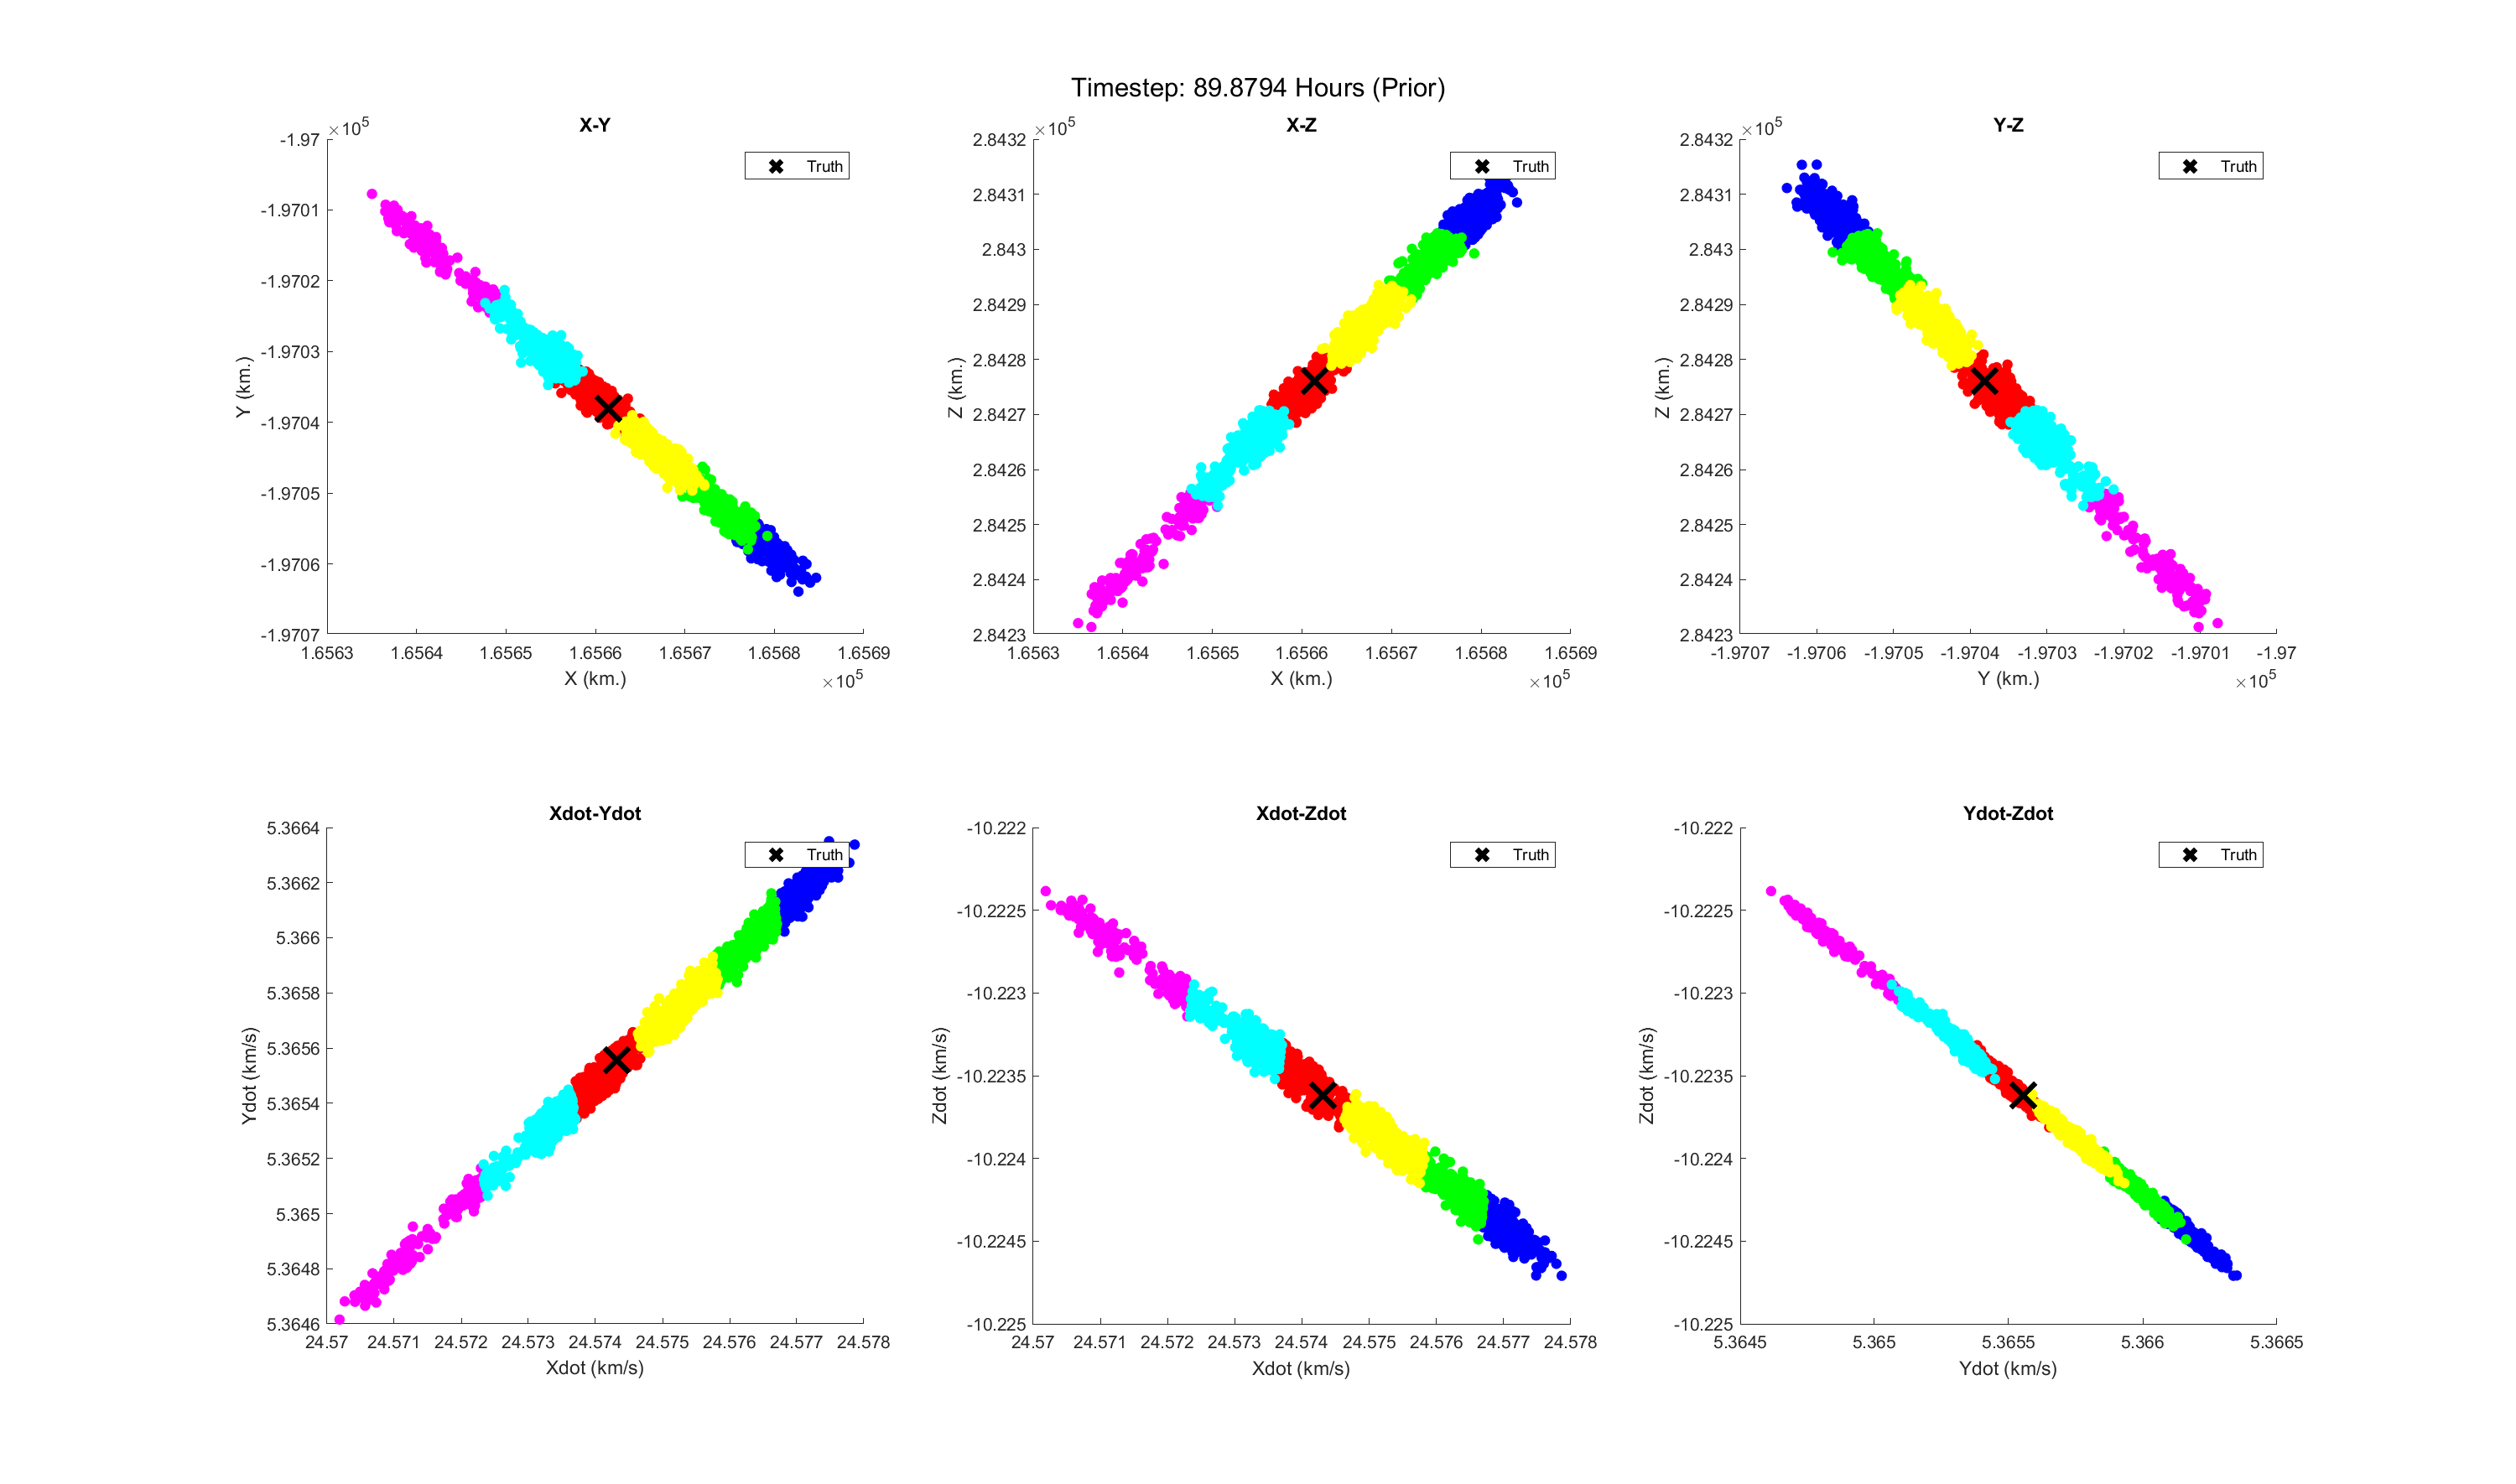 Timestep: 89.8794 Hours (Prior)
X-Y
×10^5
-1.97
-1.9701
-1.9702
-1.9703
-1.9704
-1.9705
-1.9706
-1.9707
Y (km.)
Truth
1.6563 1.6564 1.6565 1.6566 1.6567 1.6568 1.6569
X (km.)
×10^5
X-Z
×10^5
2.8432
2.8431
2.843
2.8429
2.8428
2.8427
2.8426
2.8425
2.8424
2.8423
Z (km.)
Truth
1.6563 1.6564 1.6565 1.6566 1.6567 1.6568 1.6569
X (km.)
×10^5
Y-Z
×10^5
2.8432
2.8431
2.843
2.8429
2.8428
2.8427
2.8426
2.8425
2.8424
2.8423
Z (km.)
Truth
-1.9707 -1.9706 -1.9705 -1.9704 -1.9703 -1.9702 -1.9701 -1.97
Y (km.)
×10^5
Xdot-Ydot
5.3664
5.3662
5.366
5.3658
5.3656
5.3654
5.3652
5.365
5.3648
5.3646
Ydot (km/s)
Truth
24.57 24.571 24.572 24.573 24.574 24.575 24.576 24.577 24.578
Xdot (km/s)
Xdot-Zdot
-10.222
-10.2225
-10.223
-10.2235
-10.224
-10.2245
-10.225
Zdot (km/s)
Truth
24.57 24.571 24.572 24.573 24.574 24.575 24.576 24.577 24.578
Xdot (km/s)
Ydot-Zdot
-10.222
-10.2225
-10.223
-10.2235
-10.224
-10.2245
-10.225
Zdot (km/s)
Truth
5.3645 5.365 5.3655 5.366 5.3665
Ydot (km/s)